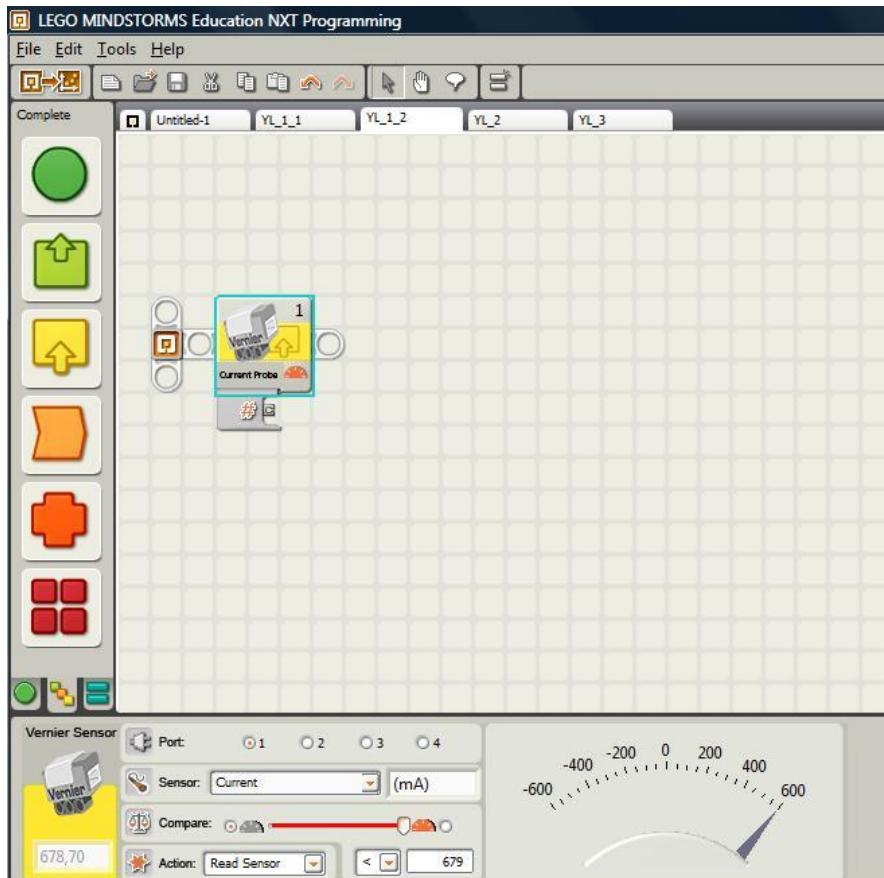 LEGO MINDSTORMS Education NXT Programming
File Edit Tools Help
Complete
Untitled-1 YL_1_1 YL_1_2 YL_2 YL_3
1
Vernier
Current Probe
#
Vernier Sensor
Vernier
678,70
Port: 1 2 3 4
Sensor: Current (mA)
Compare:
Action: Read Sensor < 679
-600 -400 -200 0 200 400 600